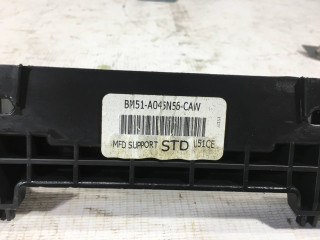 BM51-A045N56-CAW
MFD SUPPORT STD L51CE